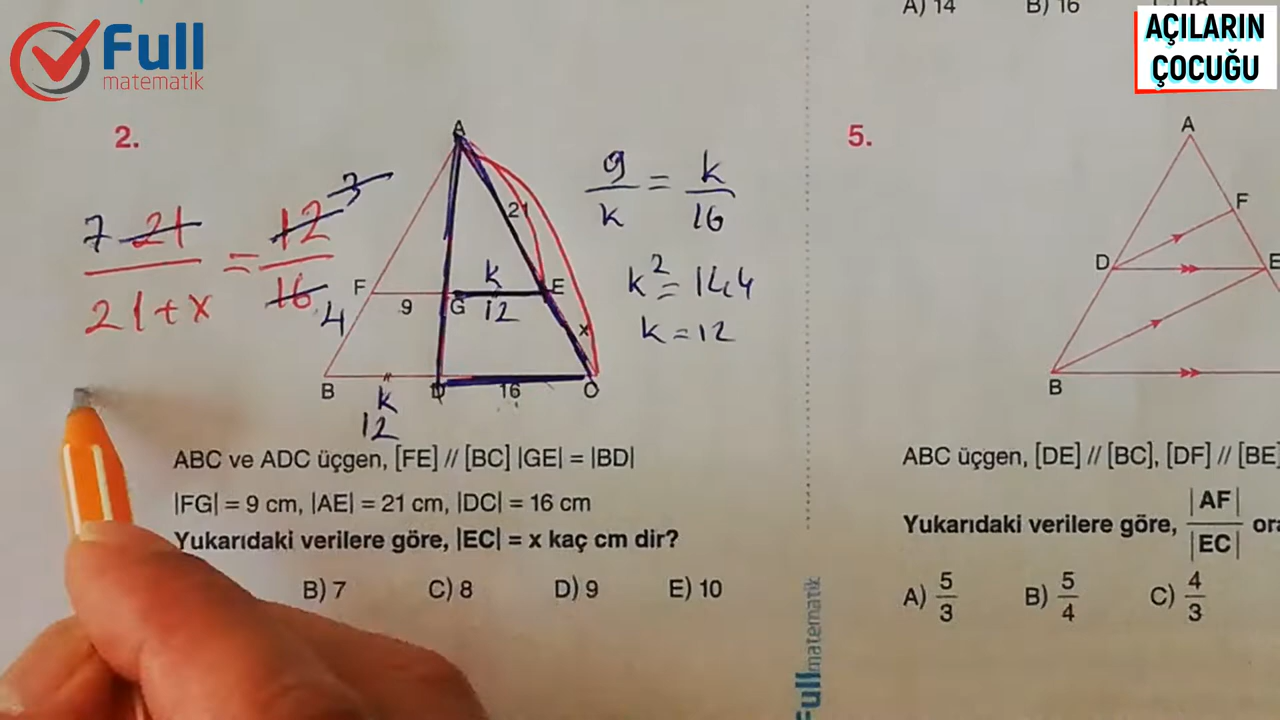 Full
matematik
AÇILARIN
ÇOCUĞU
A) 14 B) 16
2.
A
7 21 = 12 3
21+x 16 4
21
F 9 G k 12 E
x
B D 16 C
k
12
9 = k
k 16
k² = 144
k = 12
ABC ve ADC üçgen, [FE] // [BC] |GE| = |BD|
|FG| = 9 cm, |AE| = 21 cm, |DC| = 16 cm
Yukarıdaki verilere göre, |EC| = x kaç cm dir?
B) 7 C) 8 D) 9 E) 10
Full matematik
5.
A
F
D E
B
ABC üçgen, [DE] // [BC], [DF] // [BE]
Yukarıdaki verilere göre, |AF| / |EC|
A) 5/3 B) 5/4 C) 4/3